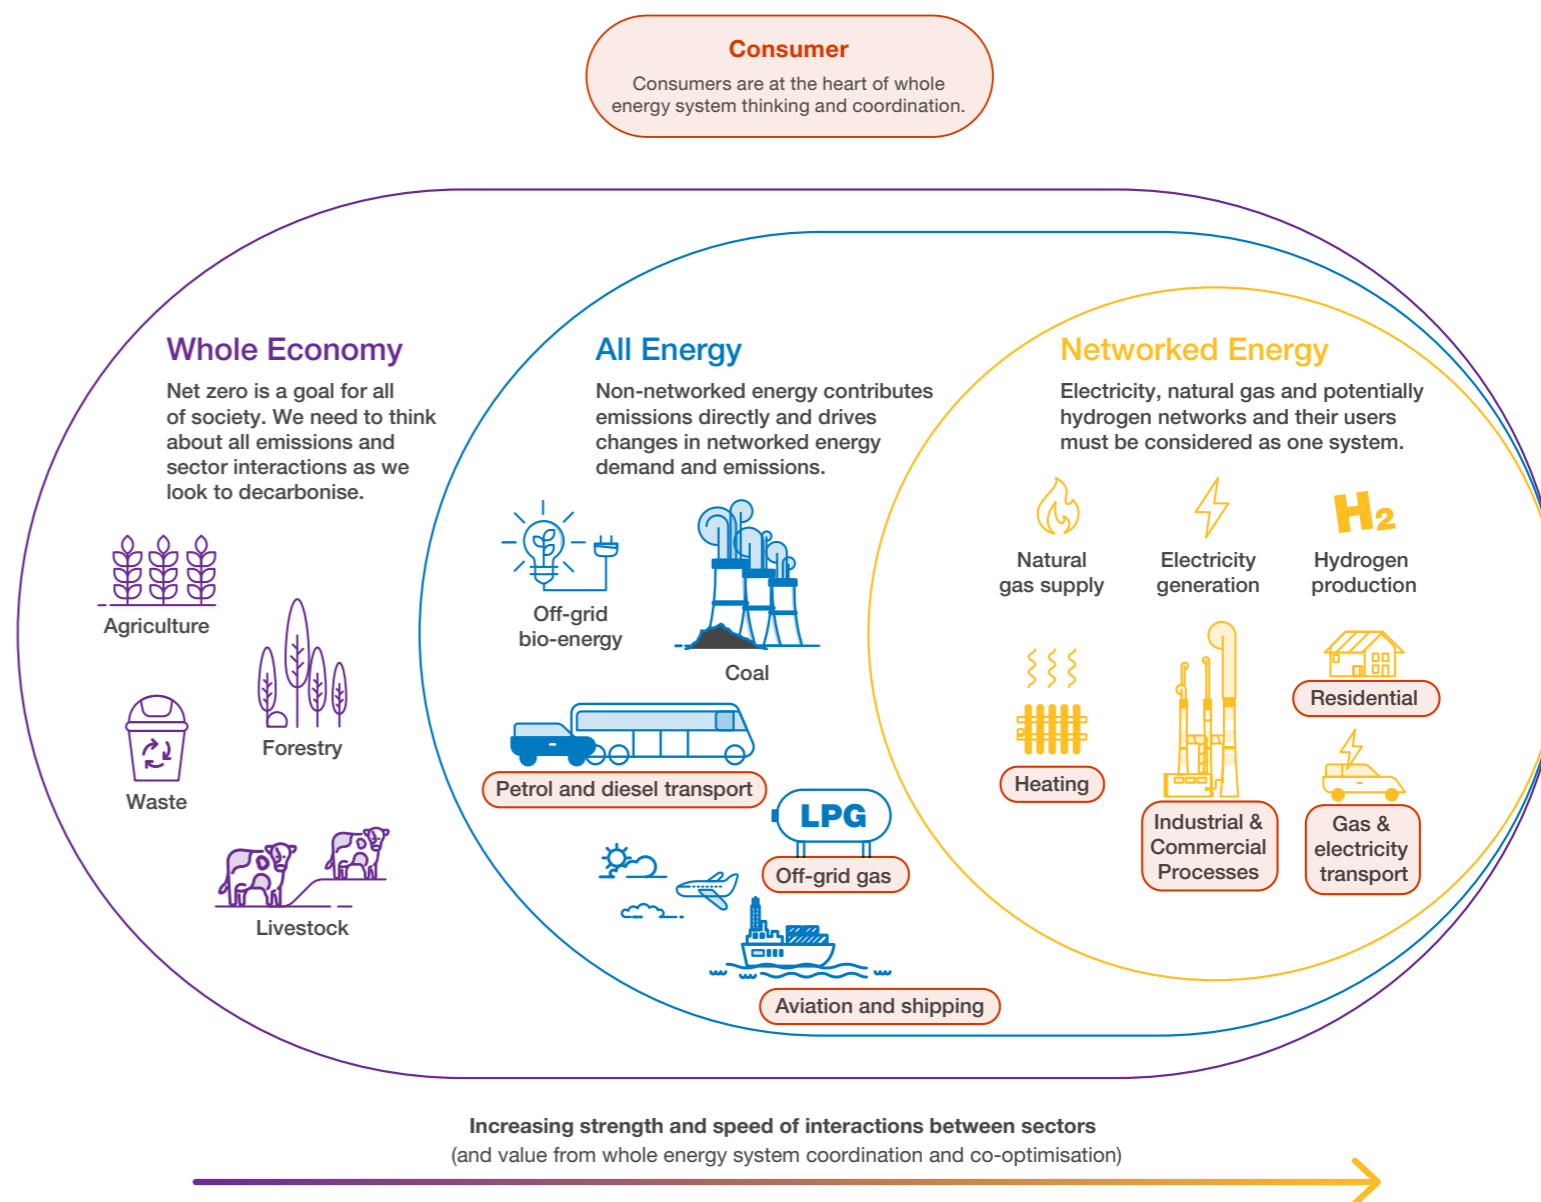 Consumer
Consumers are at the heart of whole
energy system thinking and coordination.
Whole Economy
Net zero is a goal for all
of society. We need to think
about all emissions and
sector interactions as we
look to decarbonise.
Agriculture
Forestry
Waste
Livestock
All Energy
Non-networked energy contributes
emissions directly and drives
changes in networked energy
demand and emissions.
Off-grid
bio-energy
Coal
Petrol and diesel transport
LPG
Off-grid gas
Aviation and shipping
Networked Energy
Electricity, natural gas and potentially
hydrogen networks and their users
must be considered as one system.
Natural
gas supply
Electricity
generation
H2
Hydrogen
production
Heating
Industrial &
Commercial
Processes
Residential
Gas &
electricity
transport
Increasing strength and speed of interactions between sectors
(and value from whole energy system coordination and co-optimisation)